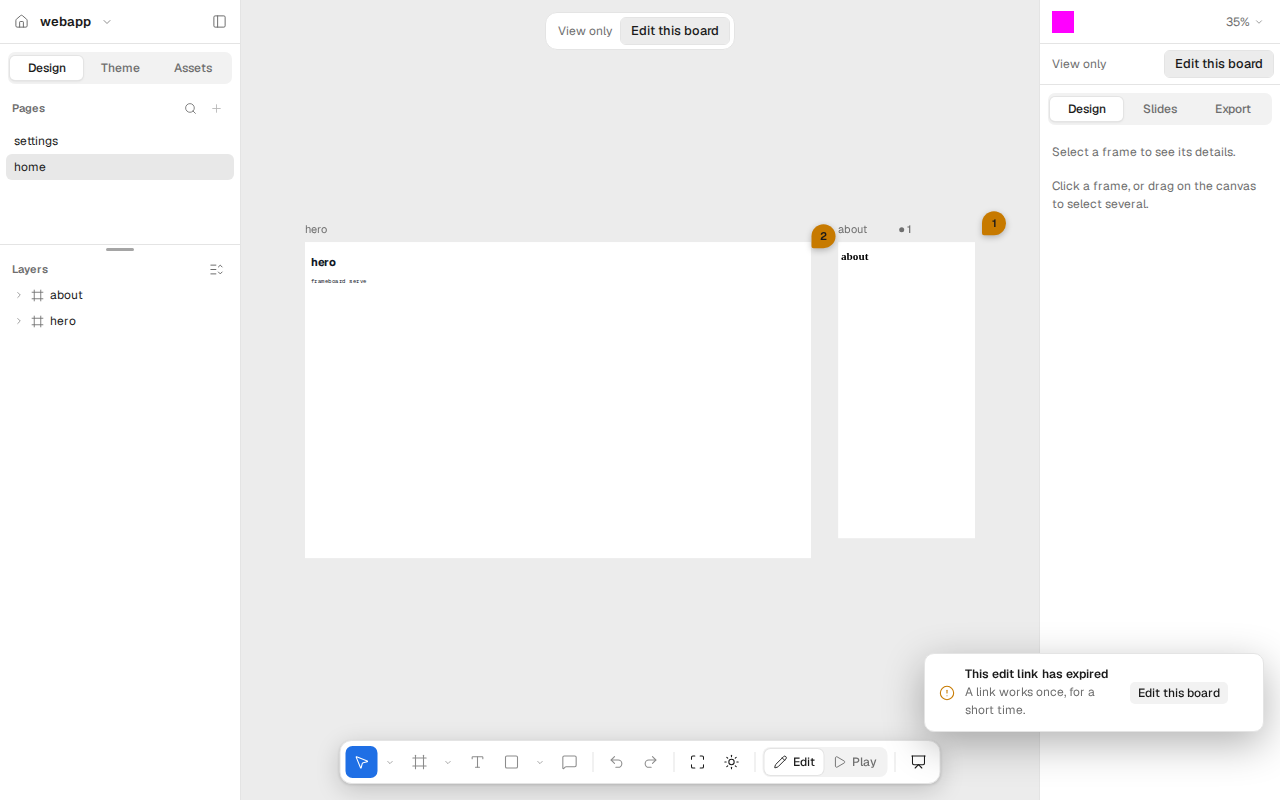 webapp
View only
Edit this board
35%
View only
Edit this board
Design
Theme
Assets
Design
Slides
Export
Pages
settings
home
Select a frame to see its details.
Click a frame, or drag on the canvas
to select several.
Layers
about
hero
hero
2
about
1
1
hero
frameboard serve
about
This edit link has expired
A link works once, for a
short time.
Edit this board
Edit
Play